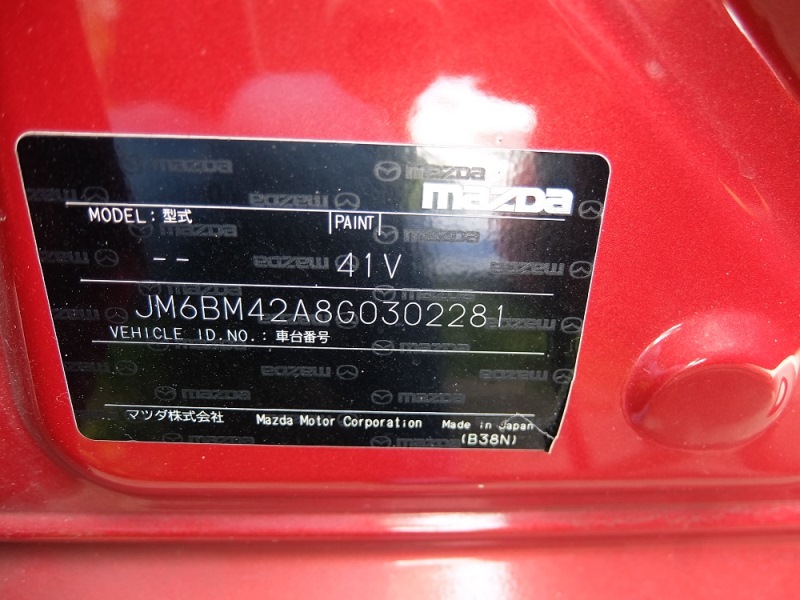 mazda
MODEL: 型式 PAINT
-- 41V
JM6BM42A8G0302281
VEHICLE ID.NO.: 車台番号
マツダ株式会社 Mazda Motor Corporation Made in Japan
(B38N)